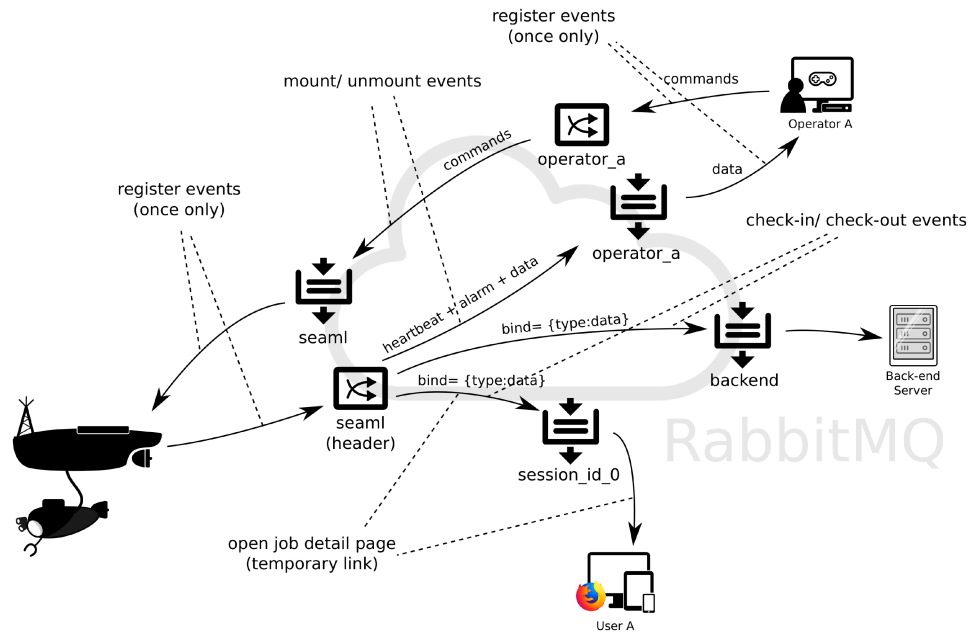 register events
(once only)
mount/ unmount events
commands
Operator A
operator_a
commands
data
register events
(once only)
check-in/ check-out events
operator_a
heartbeat + alarm + data
seaml
bind= {type:data}
backend
Back-end
Server
bind= {type:data}
seaml
(header)
RabbitMQ
session_id_0
open job detail page
(temporary link)
User A